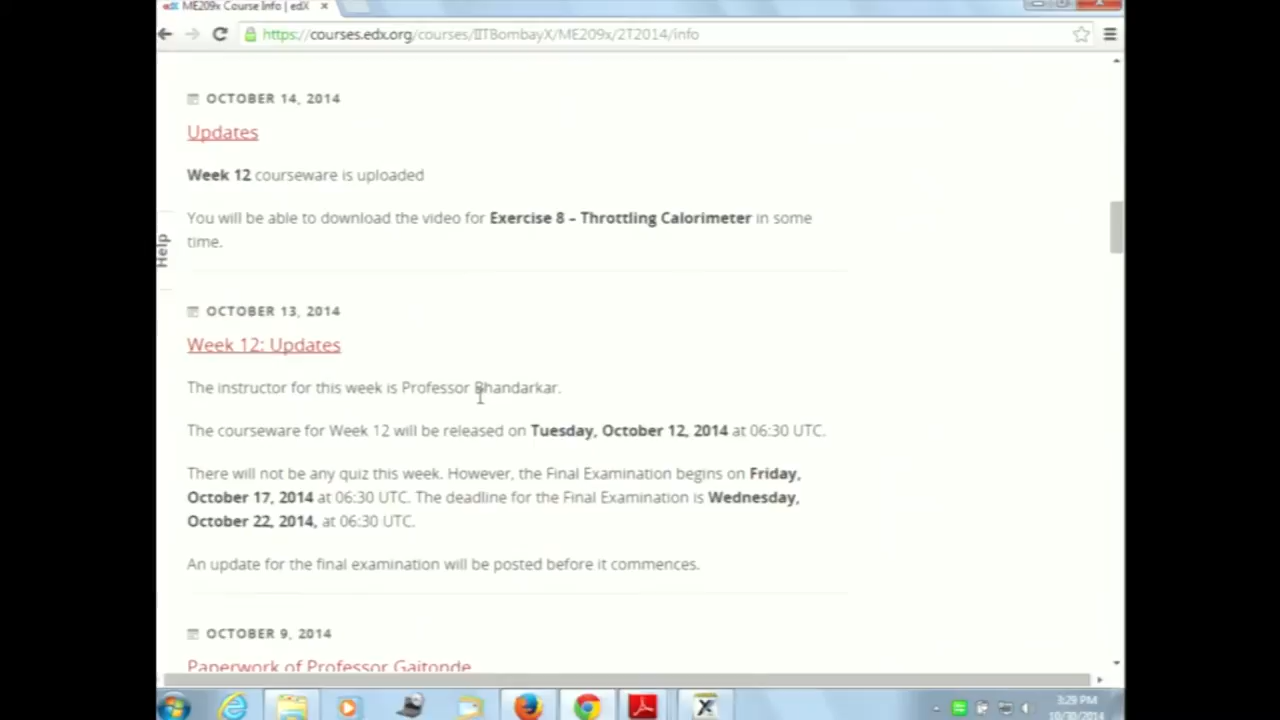 ME209x Course Info | edX
https://courses.edx.org/courses/IITBombayX/ME209x/2T2014/info
OCTOBER 14, 2014
Updates
Week 12 courseware is uploaded
You will be able to download the video for Exercise 8 – Throttling Calorimeter in some
time.
Help
OCTOBER 13, 2014
Week 12: Updates
The instructor for this week is Professor Bhandarkar.
The courseware for Week 12 will be released on Tuesday, October 12, 2014 at 06:30 UTC.
There will not be any quiz this week. However, the Final Examination begins on Friday,
October 17, 2014 at 06:30 UTC. The deadline for the Final Examination is Wednesday,
October 22, 2014, at 06:30 UTC.
An update for the final examination will be posted before it commences.
OCTOBER 9, 2014
Paperwork of Professor Gaitonde
3:29 PM
10/30/2014